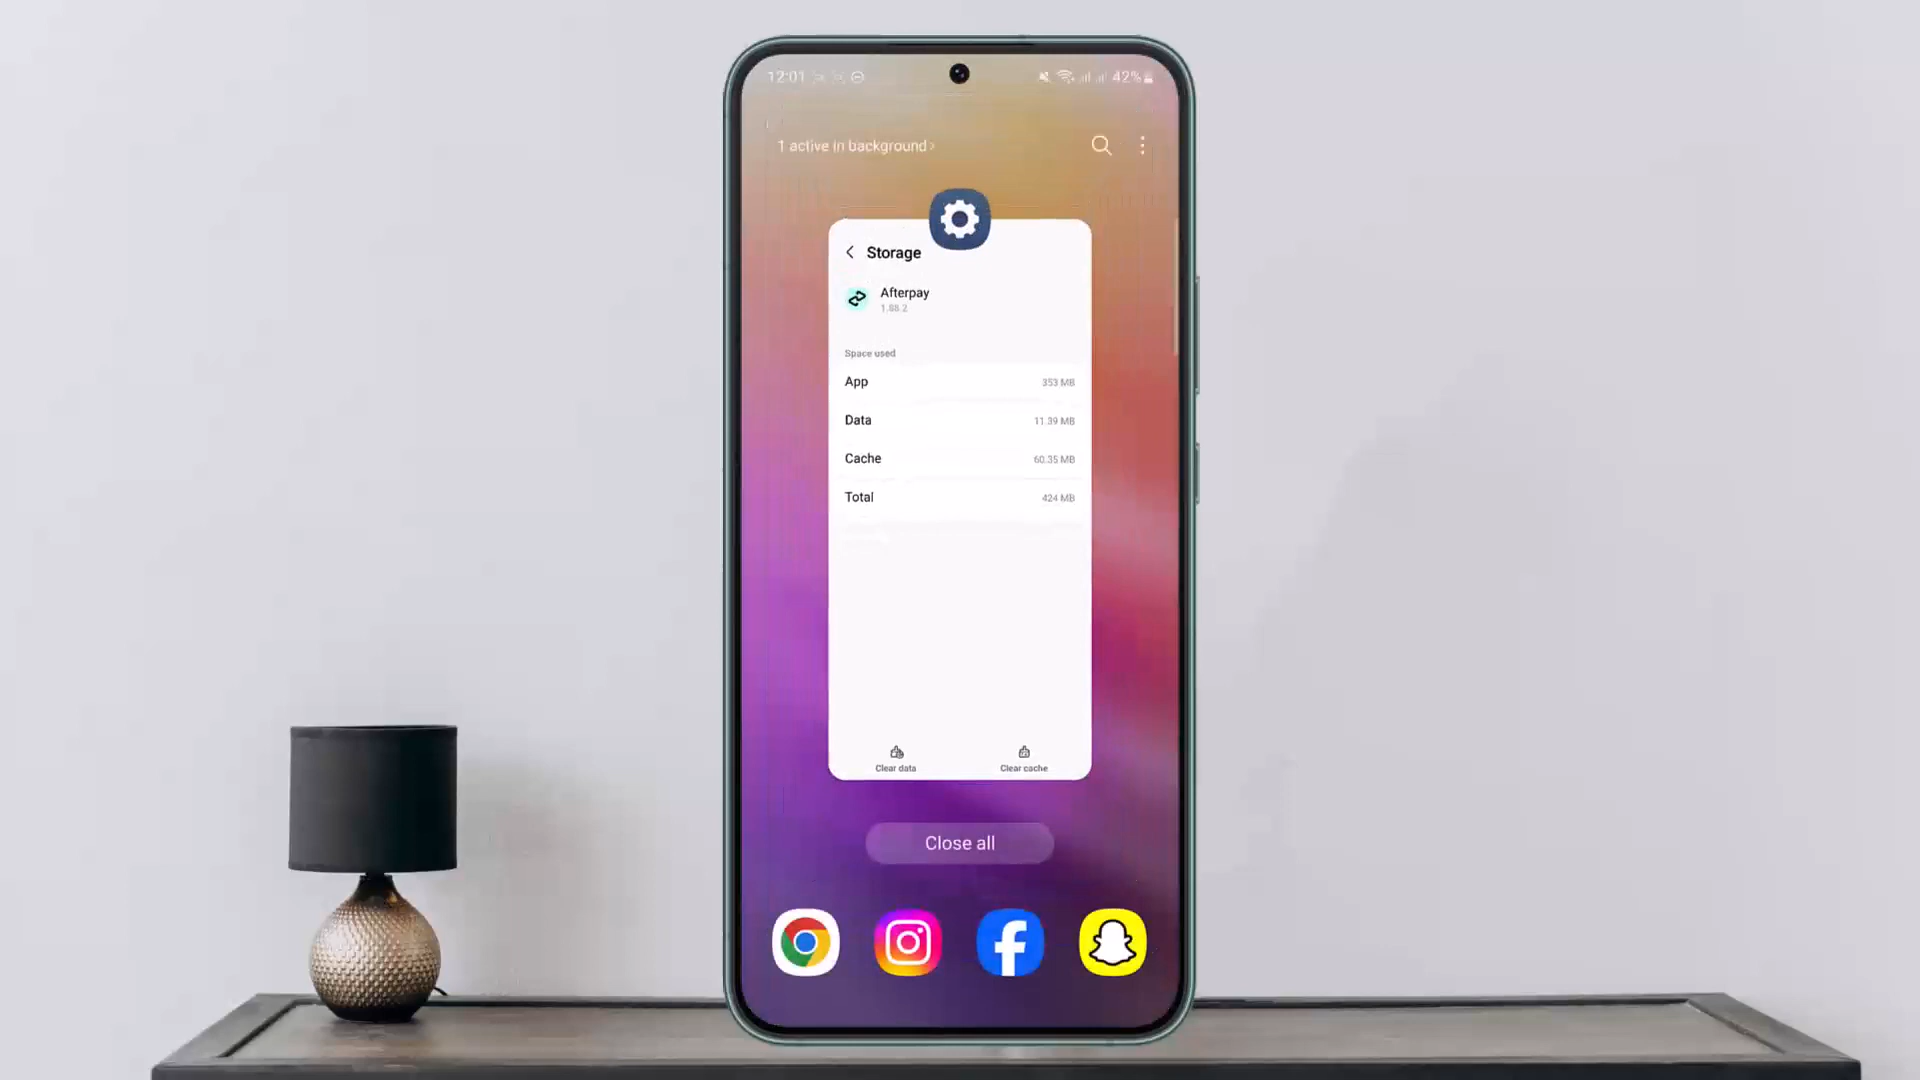 12:01
42%
1 active in background ›
Storage
Afterpay
1.88.2
Space used
App 353 MB
Data 11.39 MB
Cache 60.35 MB
Total 424 MB
Clear data Clear cache
Close all